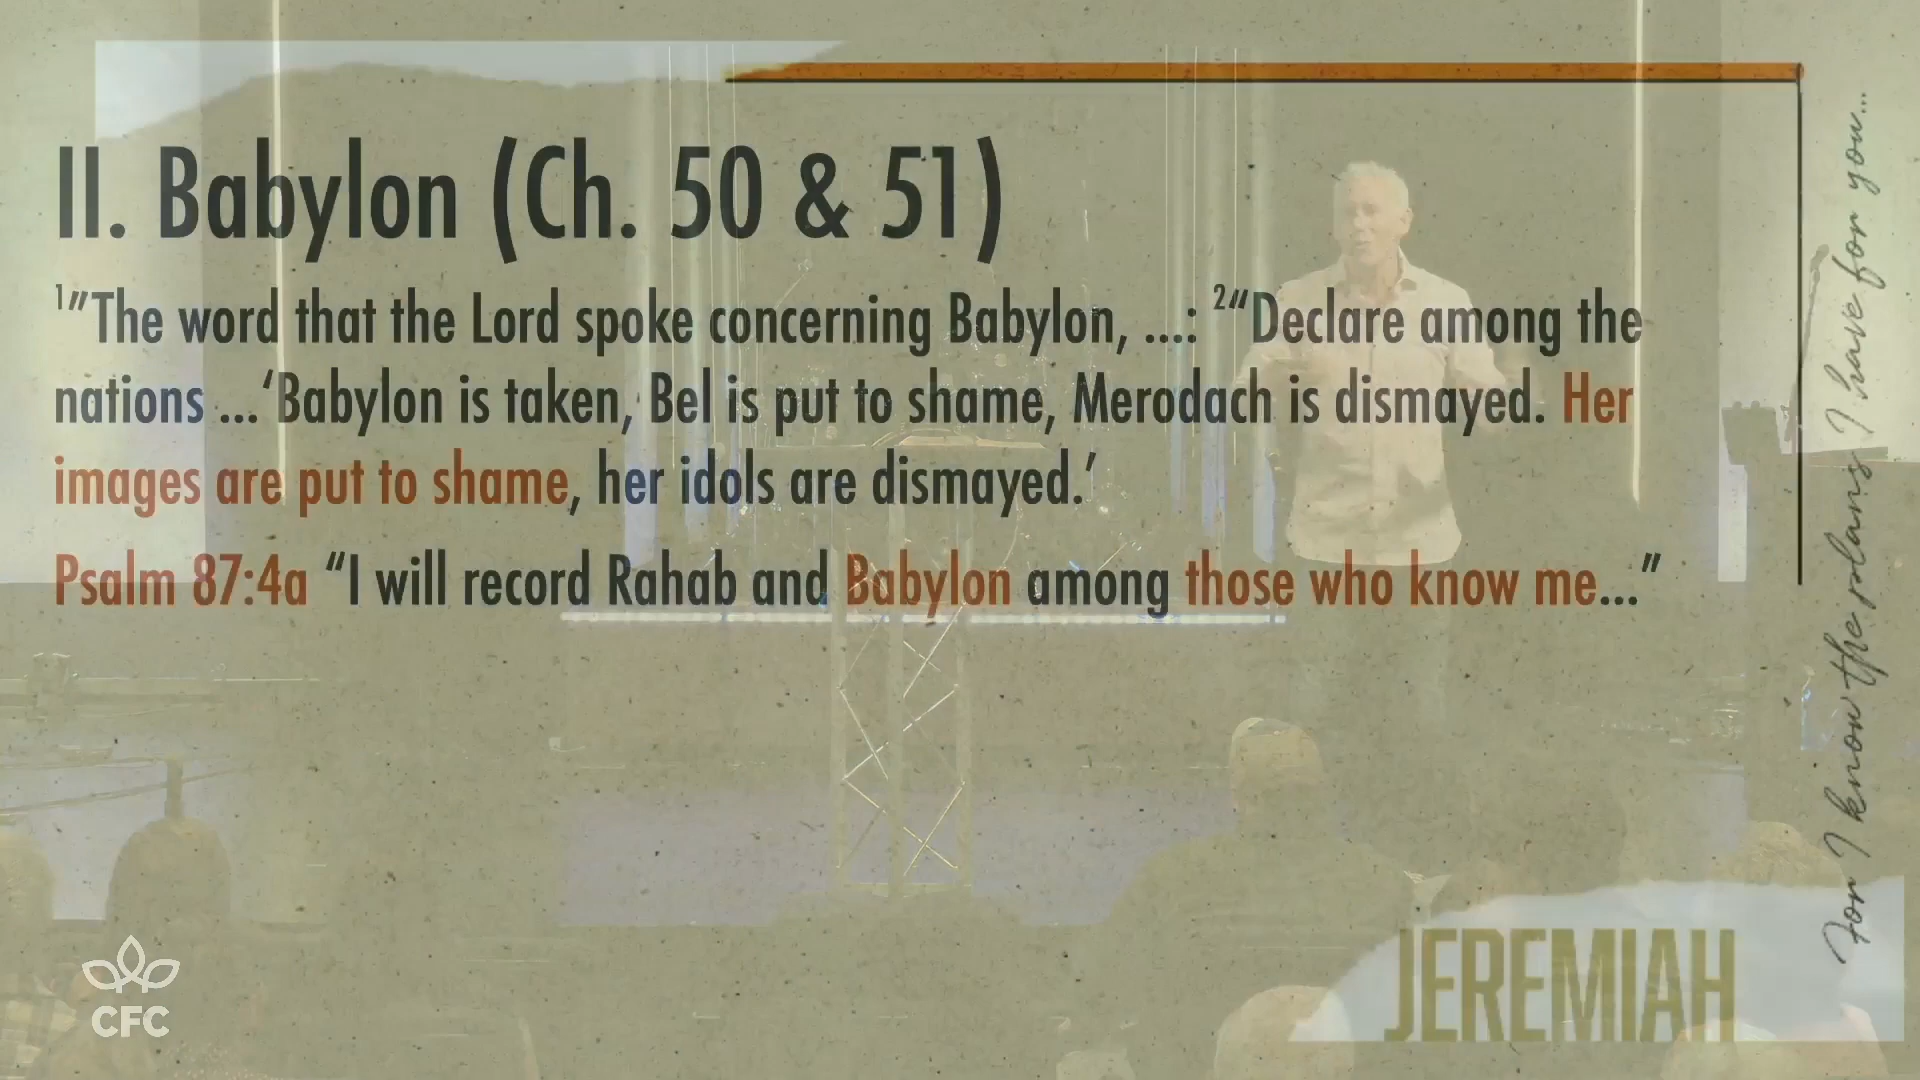 II. Babylon (Ch. 50 & 51)
¹"The word that the Lord spoke concerning Babylon, ...: ²“Declare among the
nations ...‘Babylon is taken, Bel is put to shame, Merodach is dismayed. Her
images are put to shame, her idols are dismayed.’
Psalm 87:4a “I will record Rahab and Babylon among those who know me...”
For I know the plans I have for you...
JEREMIAH
CFC